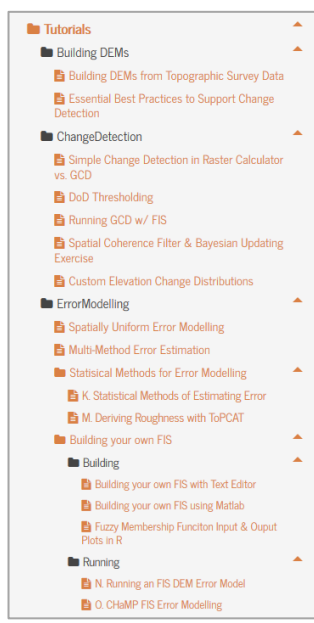 Tutorials
Building DEMs
Building DEMs from Topographic Survey Data
Essential Best Practices to Support Change
Detection
ChangeDetection
Simple Change Detection in Raster Calculator
vs. GCD
DoD Thresholding
Running GCD w/ FIS
Spatial Coherence Filter & Bayesian Updating
Exercise
Custom Elevation Change Distributions
ErrorModelling
Spatially Uniform Error Modelling
Multi-Method Error Estimation
Statisical Methods for Error Modelling
K. Statistical Methods of Estimating Error
M. Deriving Roughness with ToPCAT
Building your own FIS
Building
Building your own FIS with Text Editor
Building your own FIS using Matlab
Fuzzy Membership Funciton Input & Ouput
Plots in R
Running
N. Running an FIS DEM Error Model
O. CHaMP FIS Error Modelling